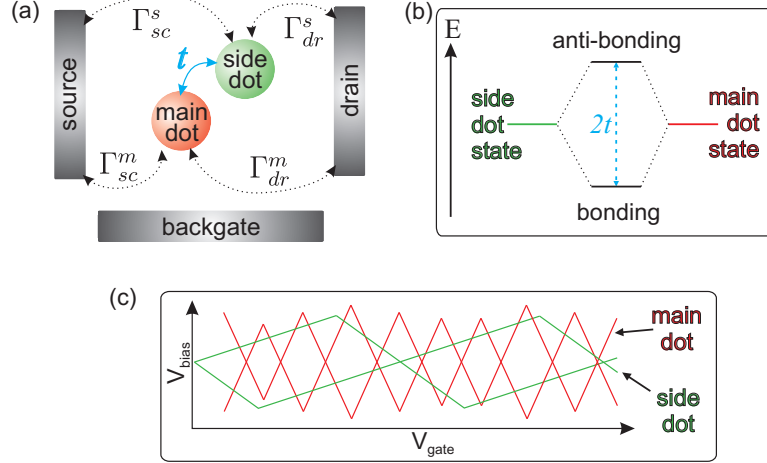 (a)
Γ^s_sc
Γ^s_dr
source
t
side
dot
main
dot
drain
Γ^m_sc
Γ^m_dr
backgate
(b)
E
anti-bonding
side
dot
state
2t
main
dot
state
bonding
(c)
V_bias
main
dot
side
dot
V_gate